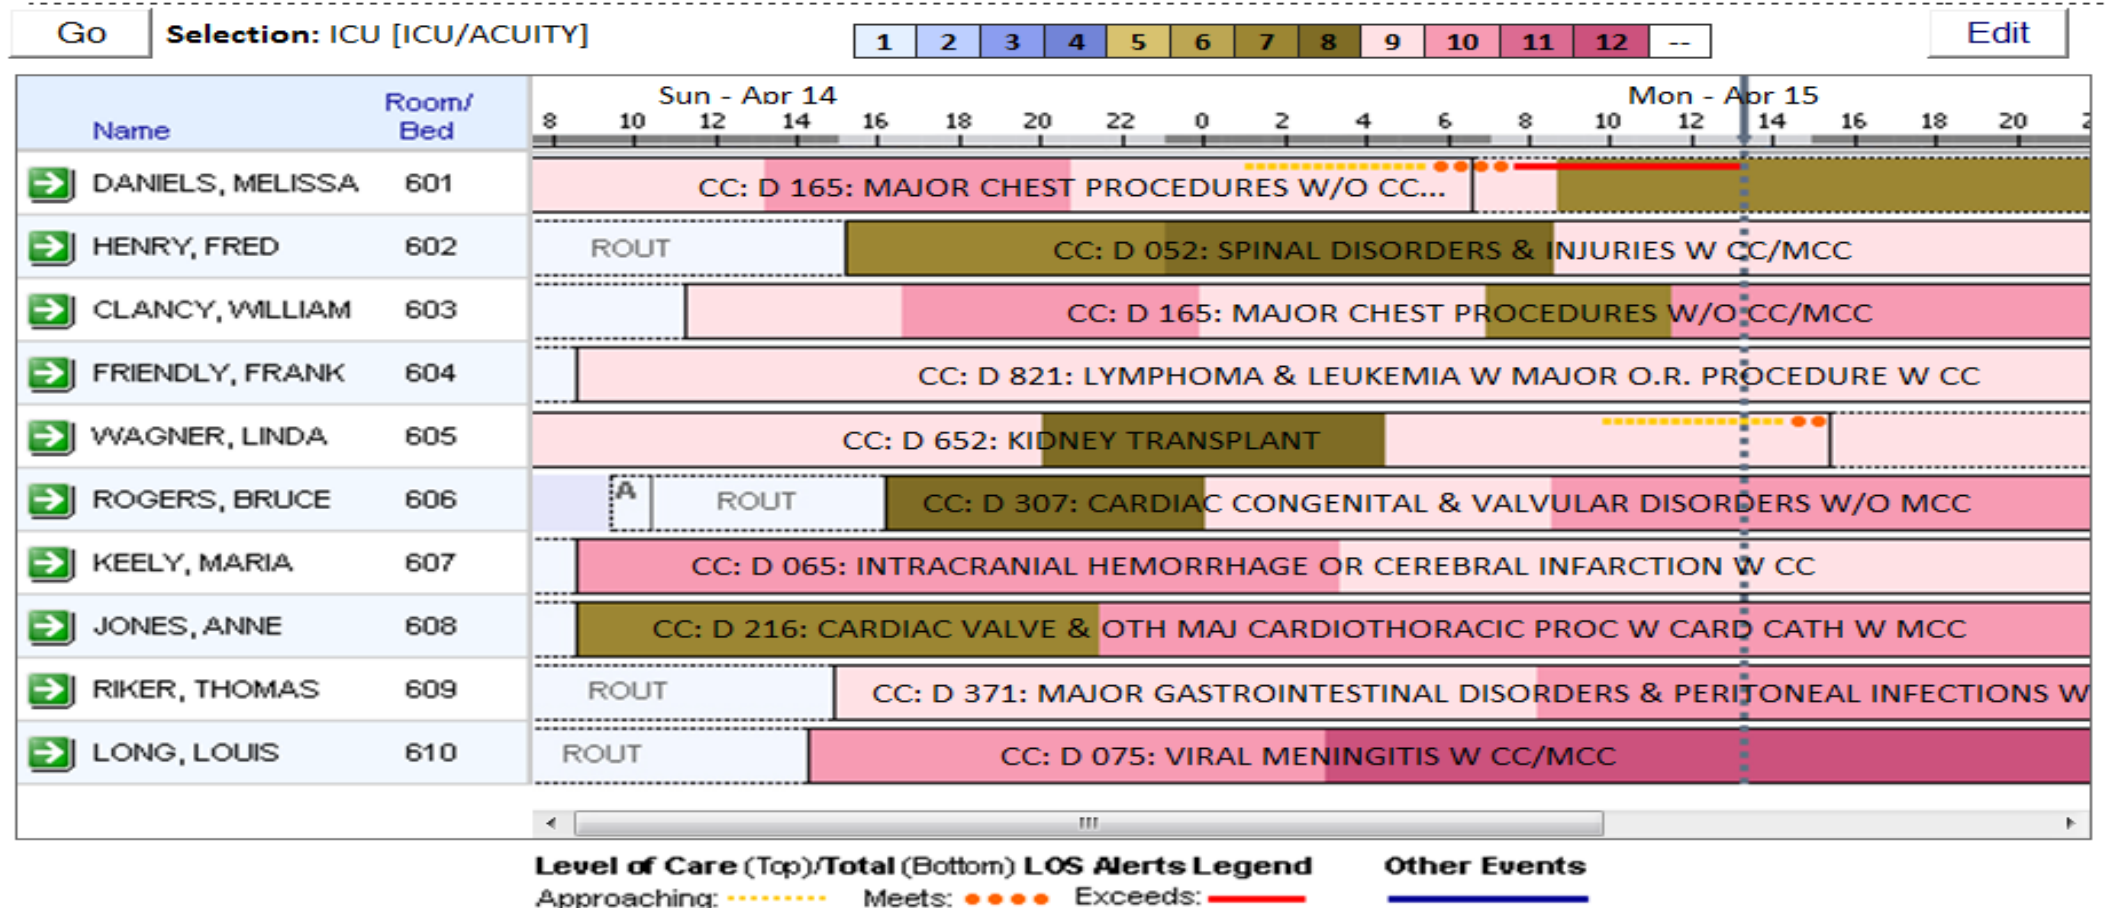 Go Selection: ICU [ICU/ACUITY] 1 2 3 4 5 6 7 8 9 10 11 12 -- Edit
Sun - Apr 14 Mon - Apr 15
Name Room/ Bed 8 10 12 14 16 18 20 22 0 2 4 6 8 10 12 14 16 18 20
DANIELS, MELISSA 601 CC: D 165: MAJOR CHEST PROCEDURES W/O CC...
HENRY, FRED 602 ROUT CC: D 052: SPINAL DISORDERS & INJURIES W CC/MCC
CLANCY, WILLIAM 603 CC: D 165: MAJOR CHEST PROCEDURES W/O CC/MCC
FRIENDLY, FRANK 604 CC: D 821: LYMPHOMA & LEUKEMIA W MAJOR O.R. PROCEDURE W CC
WAGNER, LINDA 605 CC: D 652: KIDNEY TRANSPLANT
ROGERS, BRUCE 606 A ROUT CC: D 307: CARDIAC CONGENITAL & VALVULAR DISORDERS W/O MCC
KEELY, MARIA 607 CC: D 065: INTRACRANIAL HEMORRHAGE OR CEREBRAL INFARCTION W CC
JONES, ANNE 608 CC: D 216: CARDIAC VALVE & OTH MAJ CARDIOTHORACIC PROC W CARD CATH W MCC
RIKER, THOMAS 609 ROUT CC: D 371: MAJOR GASTROINTESTINAL DISORDERS & PERITONEAL INFECTIONS W
LONG, LOUIS 610 ROUT CC: D 075: VIRAL MENINGITIS W CC/MCC
Level of Care (Top)/Total (Bottom) LOS Alerts Legend Other Events
Approaching: Meets: Exceeds: